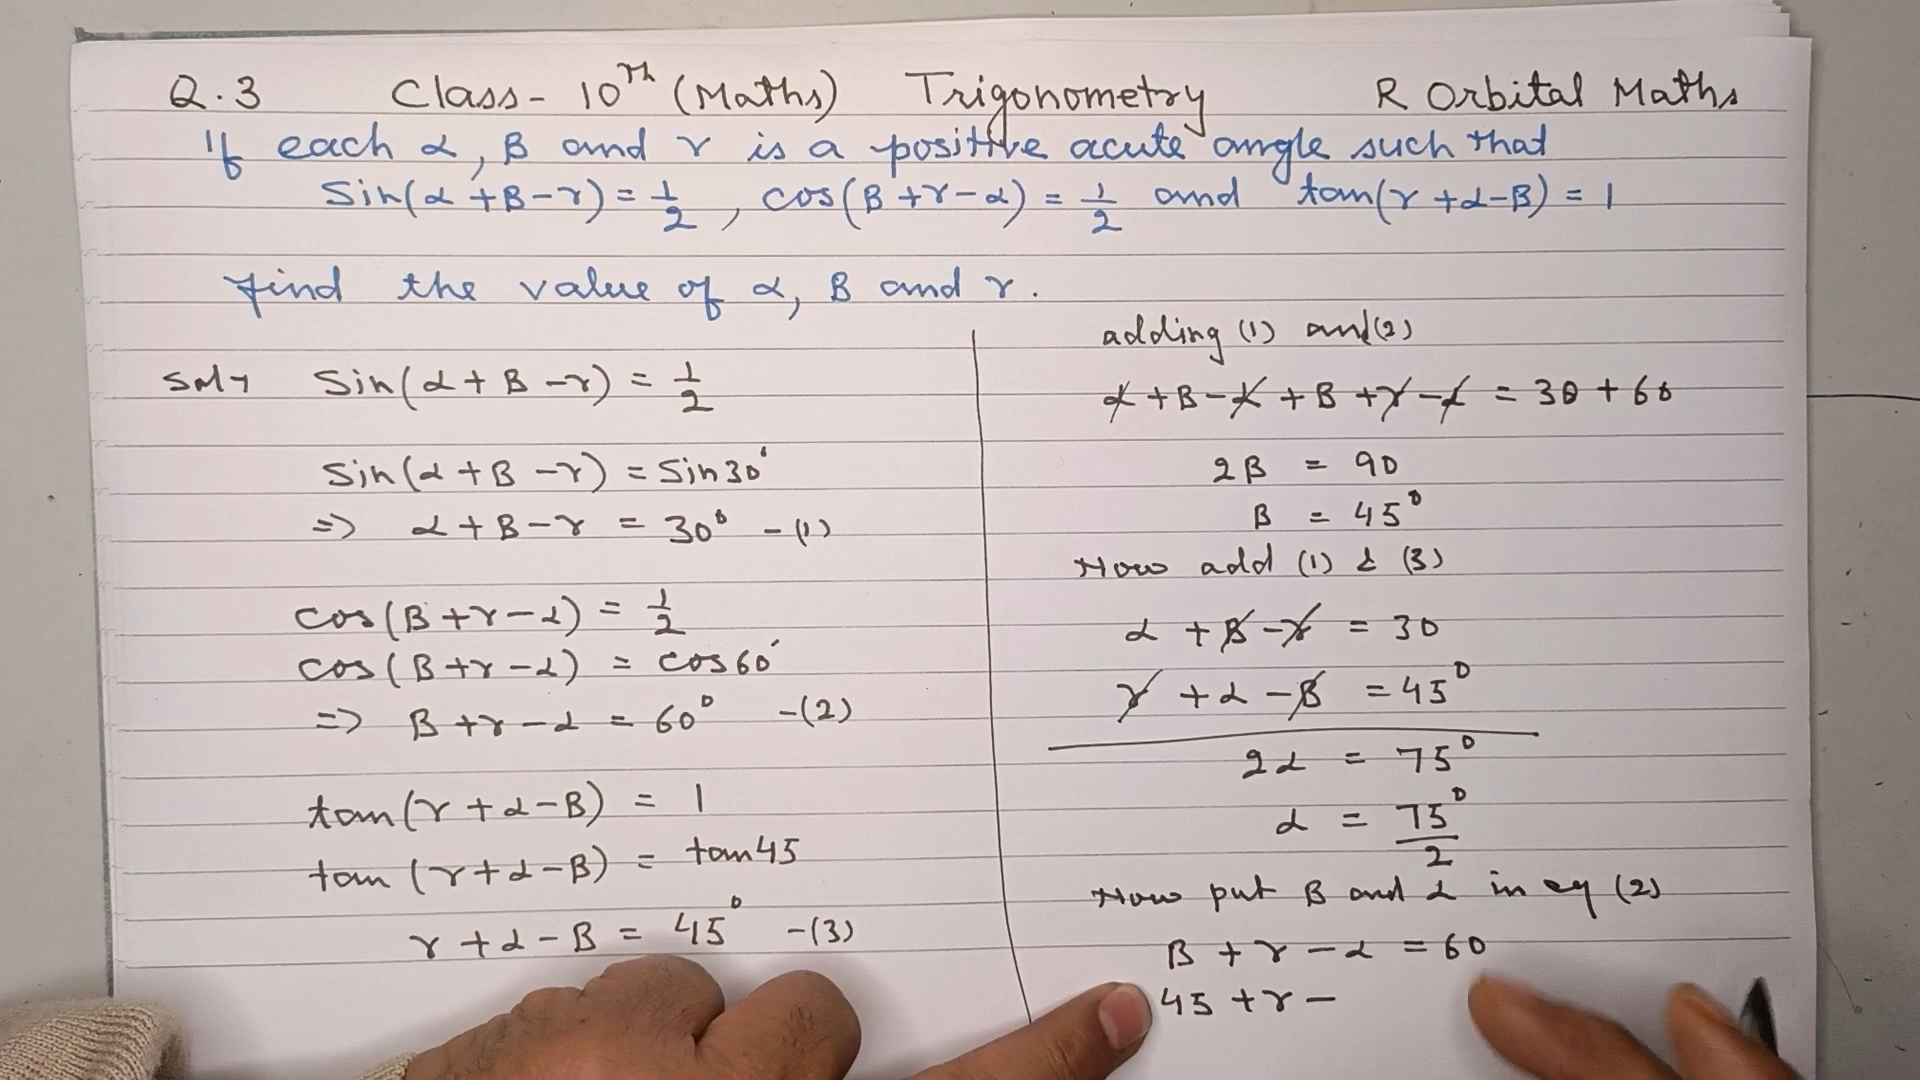 Q.3 Class- 10th (Maths) Trigonometry R Orbital Maths
If each α, β and γ is a positive acute angle such that
Sin(α+β-γ) = 1/2, cos(β+γ-α) = 1/2 and tan(γ+α-β) = 1
find the value of α, β and γ.
Soln Sin(α+β-γ) = 1/2
Sin(α+β-γ) = Sin30°
=> α+β-γ = 30° -(1)
cos(β+γ-α) = 1/2
cos(β+γ-α) = cos60°
=> β+γ-α = 60° -(2)
tan(γ+α-β) = 1
tan(γ+α-β) = tan45
γ+α-β = 45° -(3)
adding (1) and (2)
α+β-γ+β+γ-α = 30+60
2β = 90
β = 45°
Now add (1) & (3)
α+β-γ = 30
γ+α-β = 45°
2α = 75°
α = 75°/2
Now put β and α in eq (2)
β+γ-α = 60
45+γ-